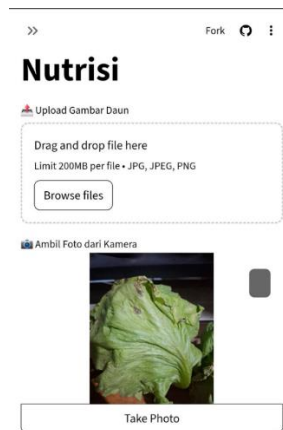 Fork
Nutrisi
Upload Gambar Daun
Drag and drop file here
Limit 200MB per file • JPG, JPEG, PNG
Browse files
Ambil Foto dari Kamera
Take Photo